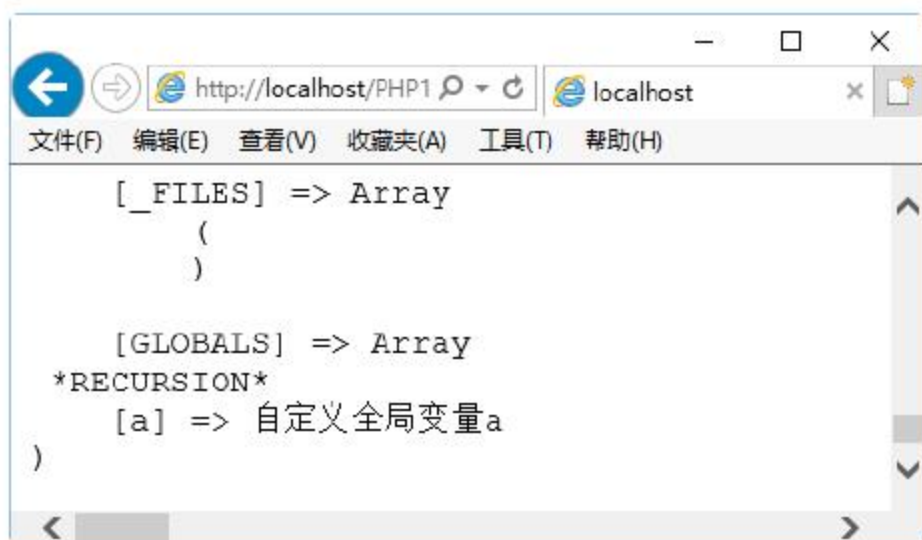 http://localhost/PHP1
localhost
文件(F) 编辑(E) 查看(V) 收藏夹(A) 工具(T) 帮助(H)
[_FILES] => Array
(
)
[GLOBALS] => Array
*RECURSION*
[a] => 自定义全局变量a
)